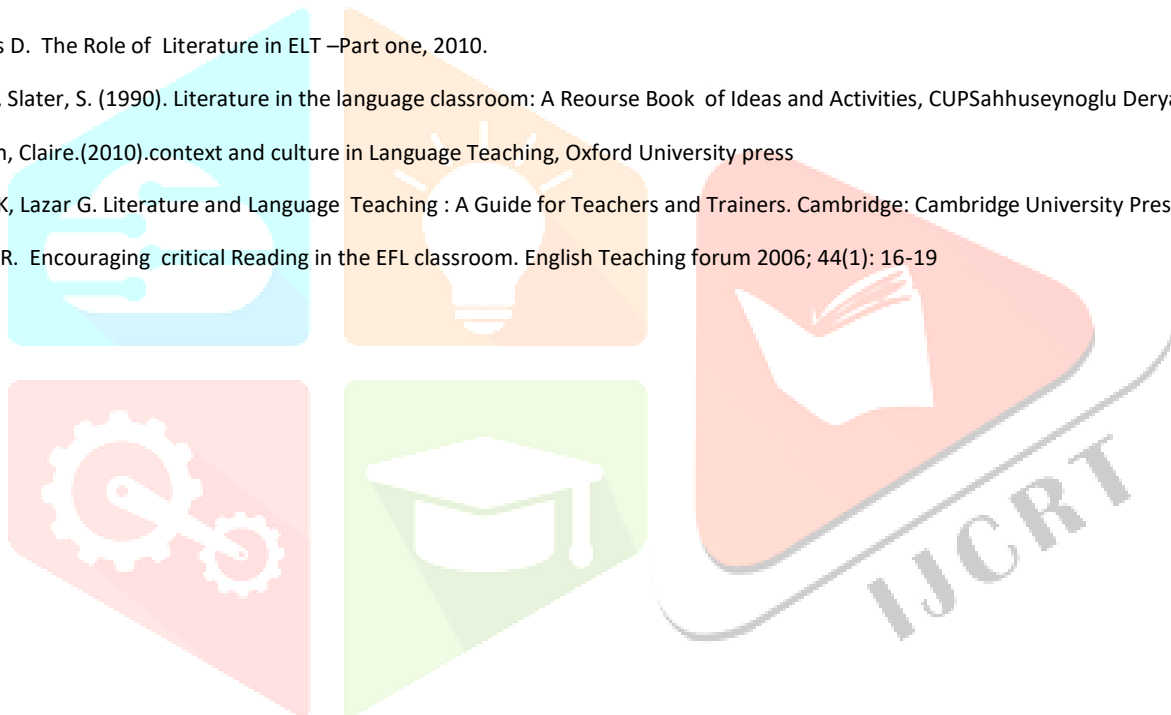 s D. The Role of Literature in ELT –Part one, 2010.
, Slater, S. (1990). Literature in the language classroom: A Reourse Book of Ideas and Activities, CUPSahhuseynoglu Derya
n, Claire.(2010).context and culture in Language Teaching, Oxford University press
K, Lazar G. Literature and Language Teaching : A Guide for Teachers and Trainers. Cambridge: Cambridge University Pres
R. Encouraging critical Reading in the EFL classroom. English Teaching forum 2006; 44(1): 16-19
IJCRT